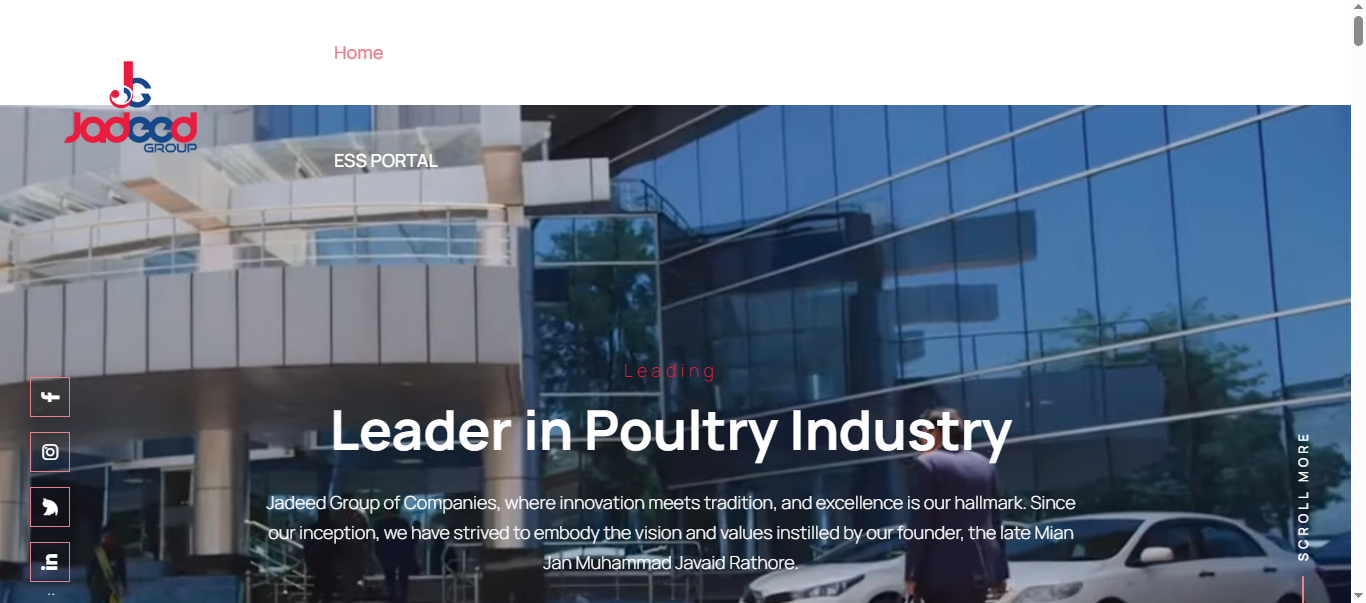 Home
JG
Jadeed
GROUP
ESS PORTAL
Leading
Leader in Poultry Industry
Jadeed Group of Companies, where innovation meets tradition, and excellence is our hallmark. Since
our inception, we have strived to embody the vision and values instilled by our founder, the late Mian
Jan Muhammad Javaid Rathore.
SCROLL MORE